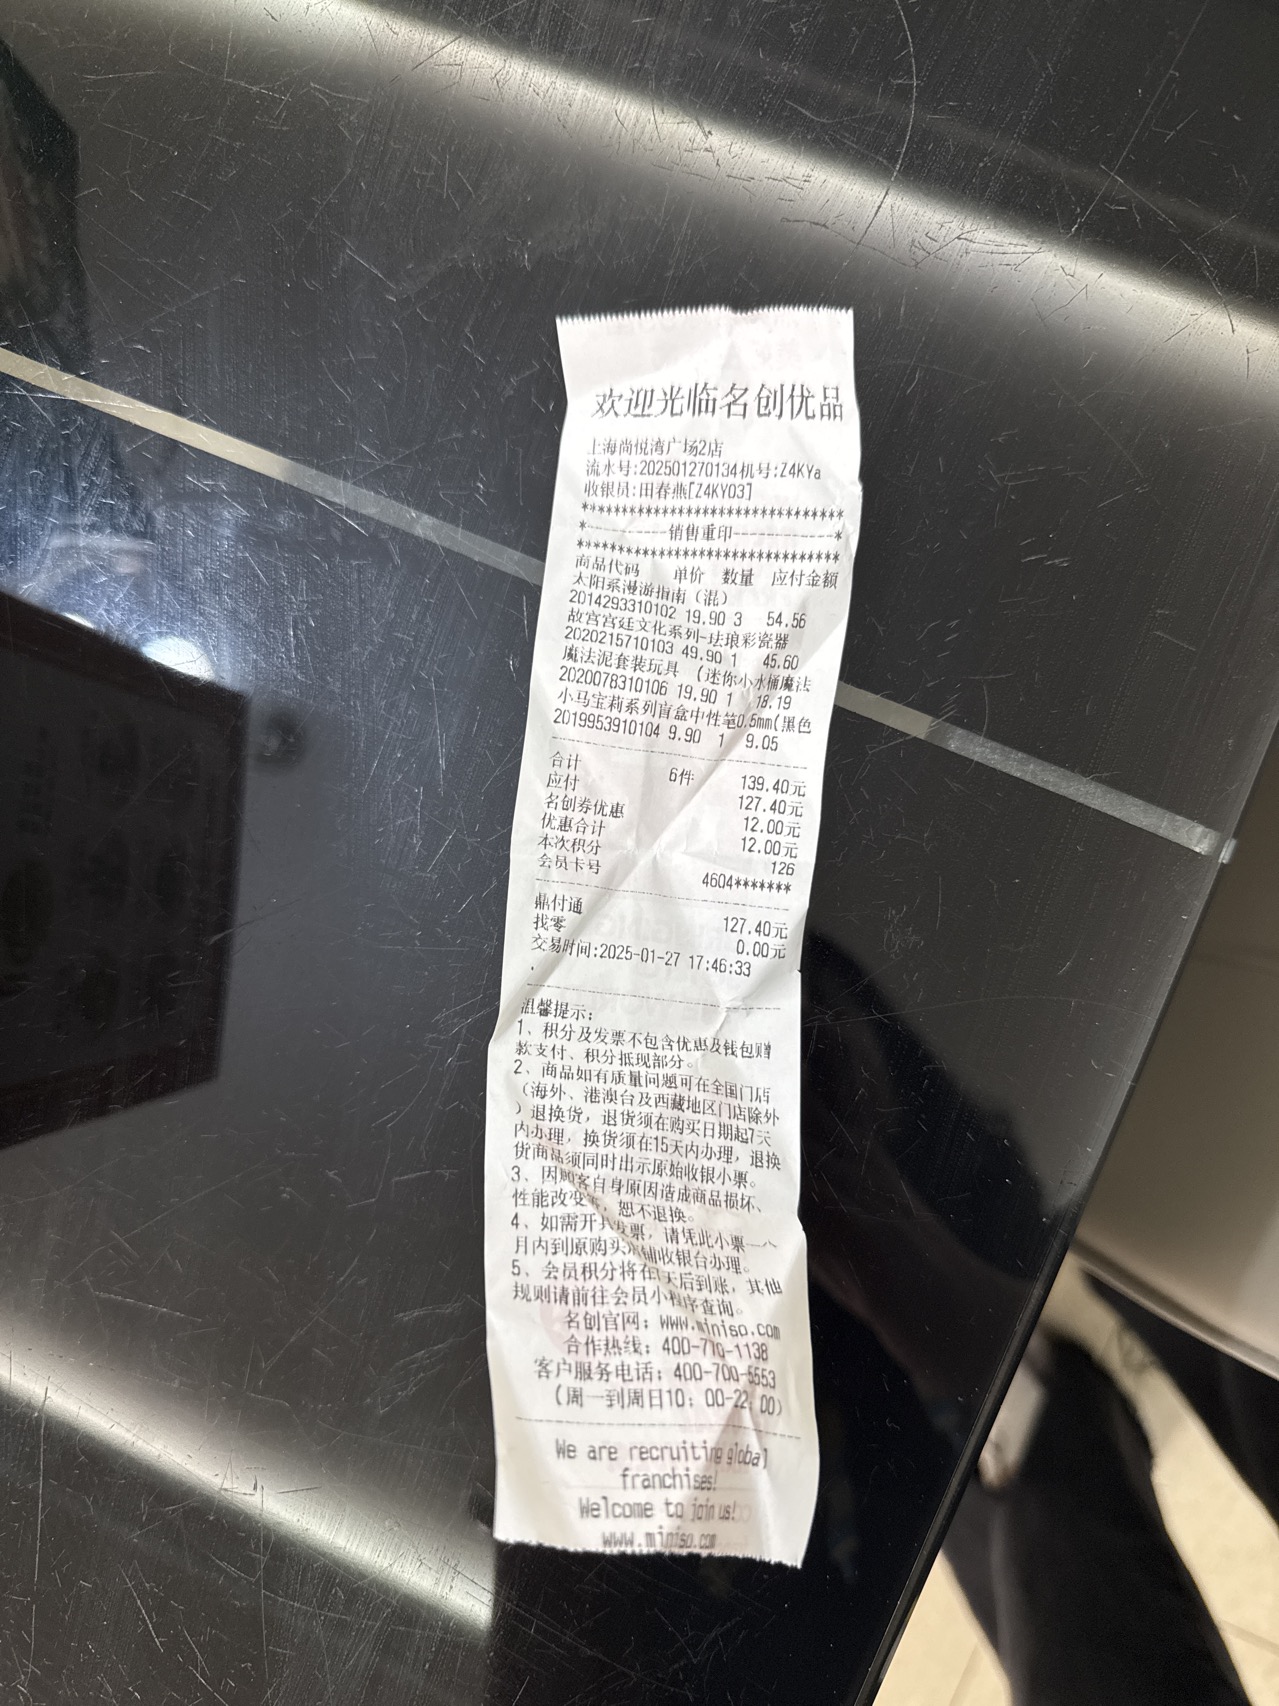 欢迎光临名创优品
上海尚悦湾广场2店
流水号:202501270134机号:Z4KYa
收银员:田春燕[Z4KY03]
********************************
*----------销售重印------------*
********************************
商品代码 单价 数量 应付金额
太阳系漫游指南（混）
2014293310102 19.90 3 54.56
故宫宫廷文化系列-珐琅彩瓷器
2020215710103 49.90 1 45.60
魔法泥套装玩具 （迷你小水桶魔法
2020078310106 19.90 1 18.19
小马宝莉系列盲盒中性笔0.5mm(黑色
2019953910104 9.90 1 9.05
合计 6件 139.40元
应付 127.40元
名创券优惠 12.00元
优惠合计 12.00元
本次积分 126
会员卡号 4604*******
鼎付通 127.40元
找零 0.00元
交易时间:2025-01-27 17:46:33
温馨提示:
1、积分及发票不包含优惠及钱包赠
款支付、积分抵现部分。
2、商品如有质量问题可在全国门店
（海外、港澳台及西藏地区门店除外
）退换货，退货须在购买日期起7天
内办理，换货须在15天内办理，退换
货商品须同时出示原始收银小票。
3、因顾客自身原因造成商品损坏、
性能改变 ，恕不退换。
4、如需开具发票，请凭此小票一个
月内到原购买店铺收银台办理。
5、会员积分将在 天后到账，其他
规则请前往会员小程序查询。
名创官网：www.miniso.com
合作热线：400-710-1138
客户服务电话：400-700-5553
（周一到周日10：00-22：00）
We are recruiting global
franchises!
Welcome to join us!
www.miniso.com